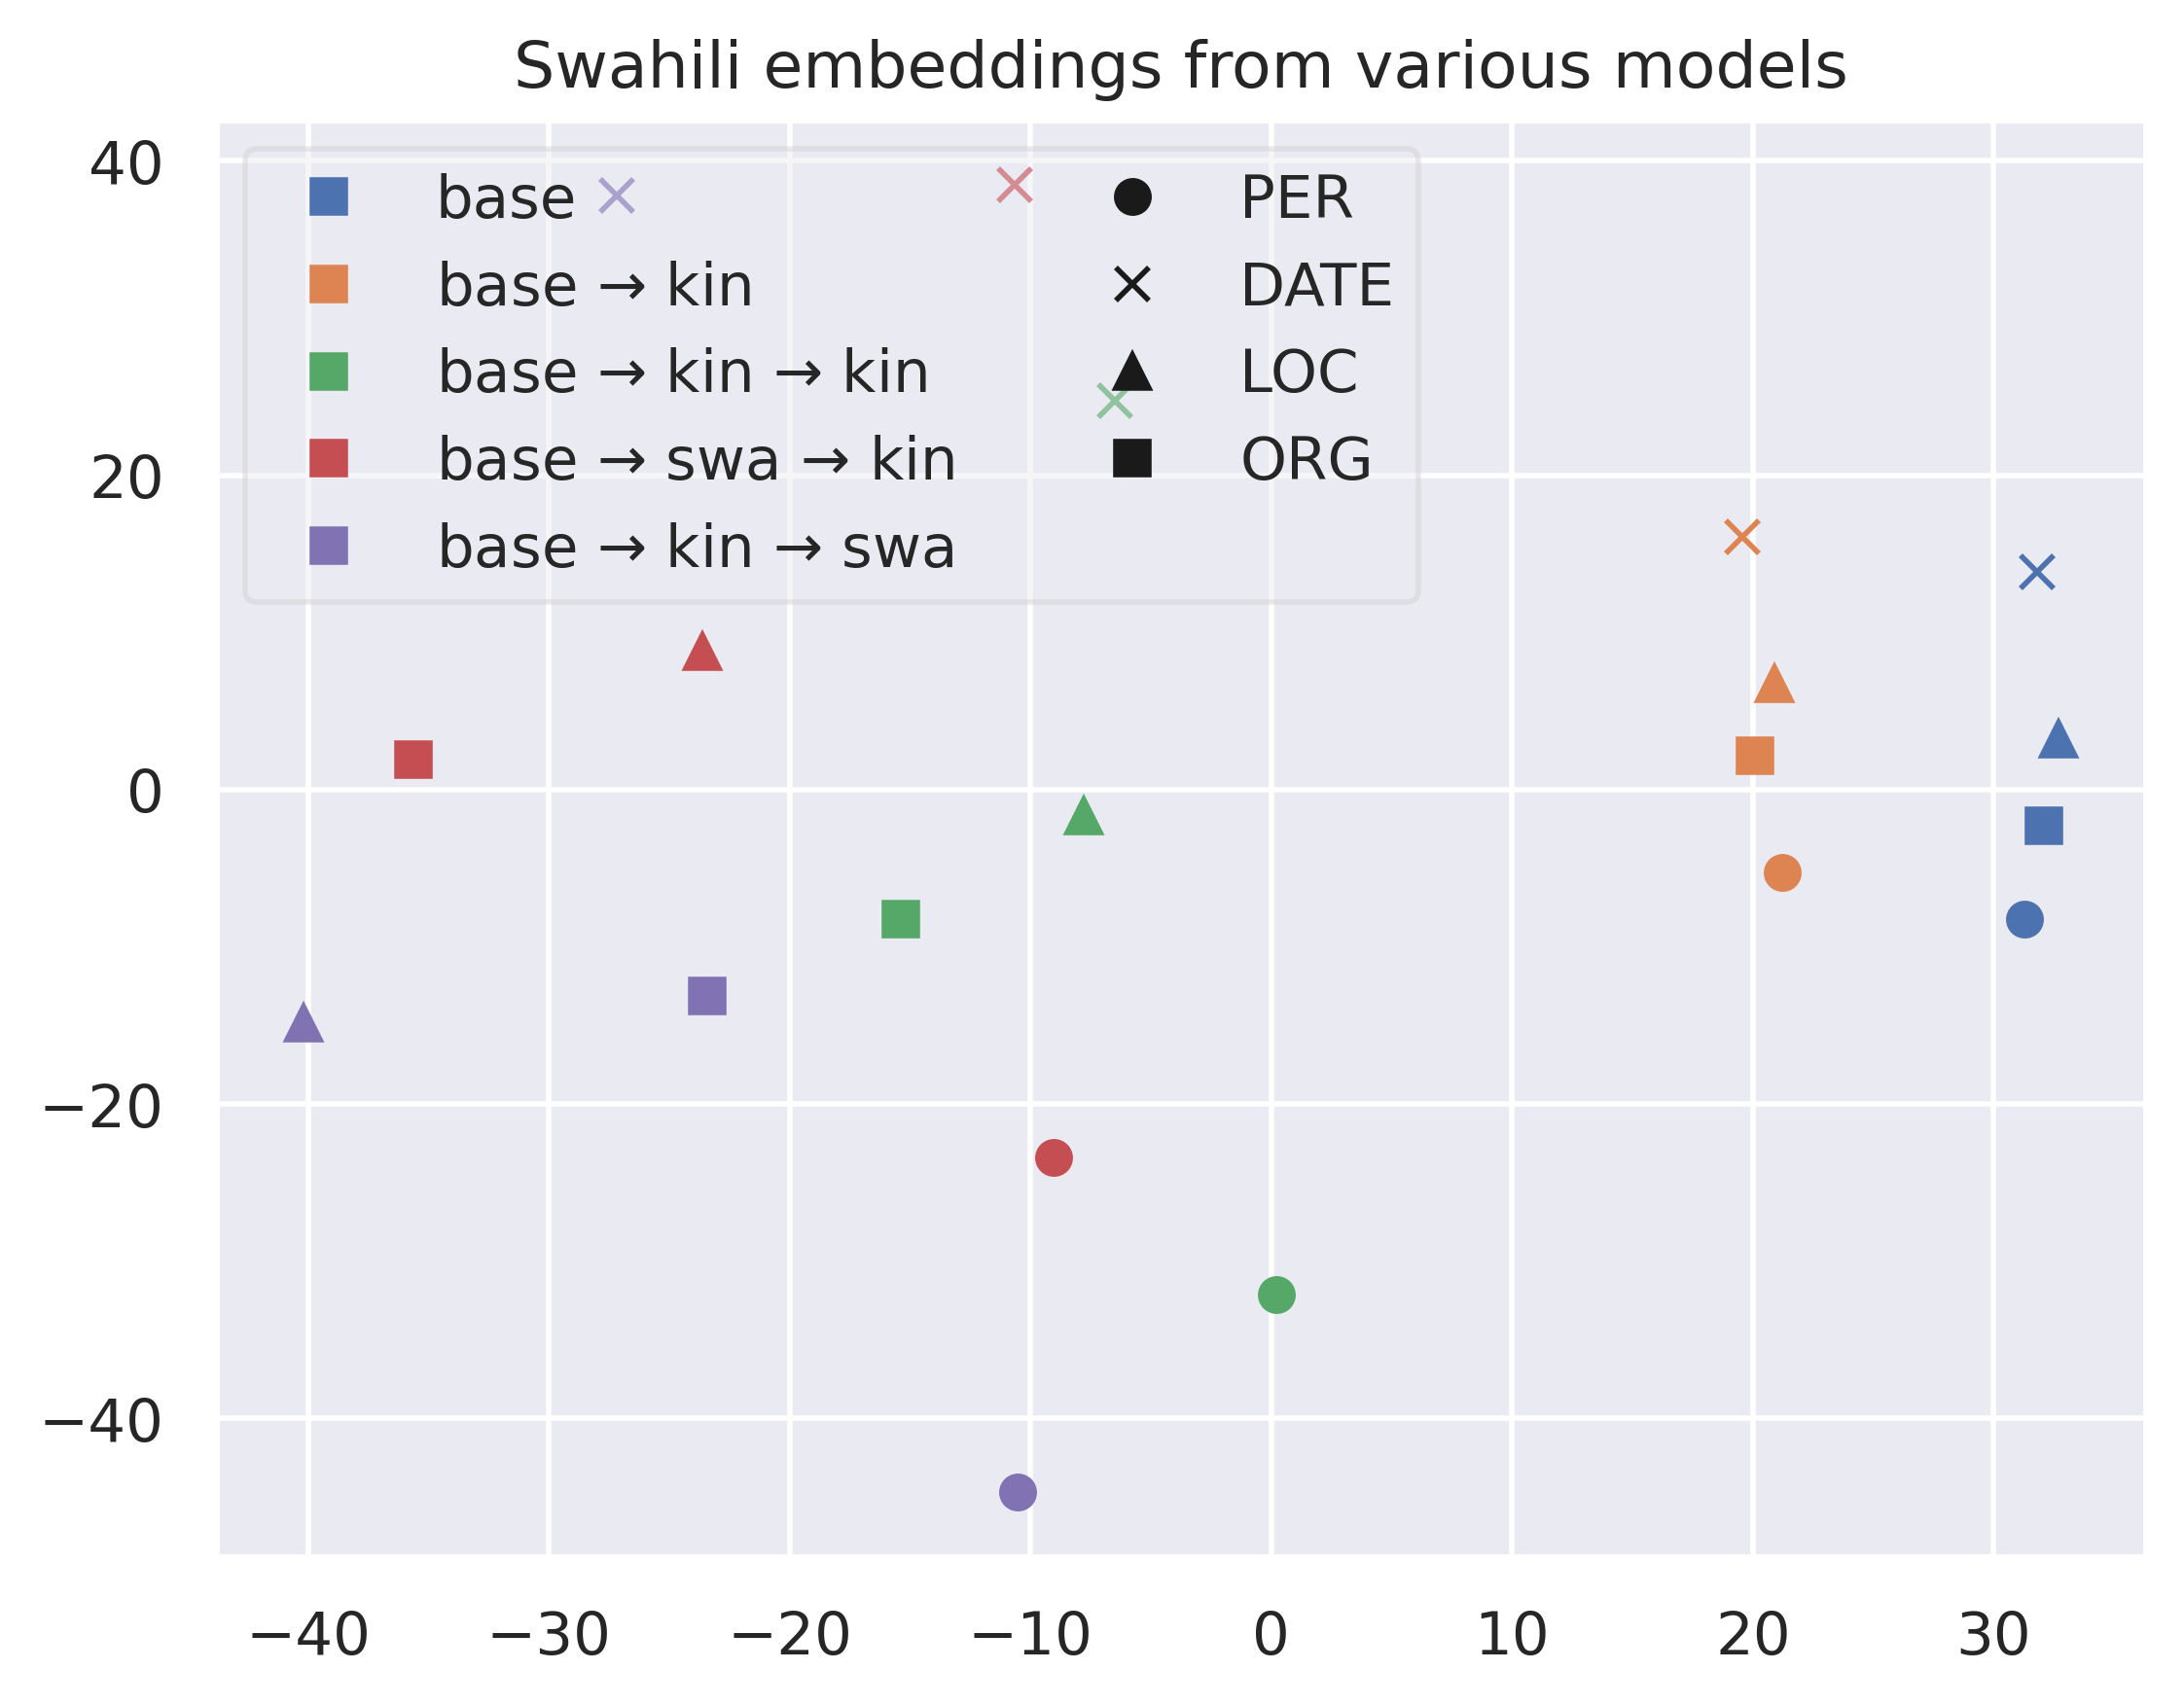 Swahili embeddings from various models
40
20
0
−20
−40
base
base → kin
base → kin → kin
base → swa → kin
base → kin → swa
PER
DATE
LOC
ORG
−40 −30 −20 −10 0 10 20 30